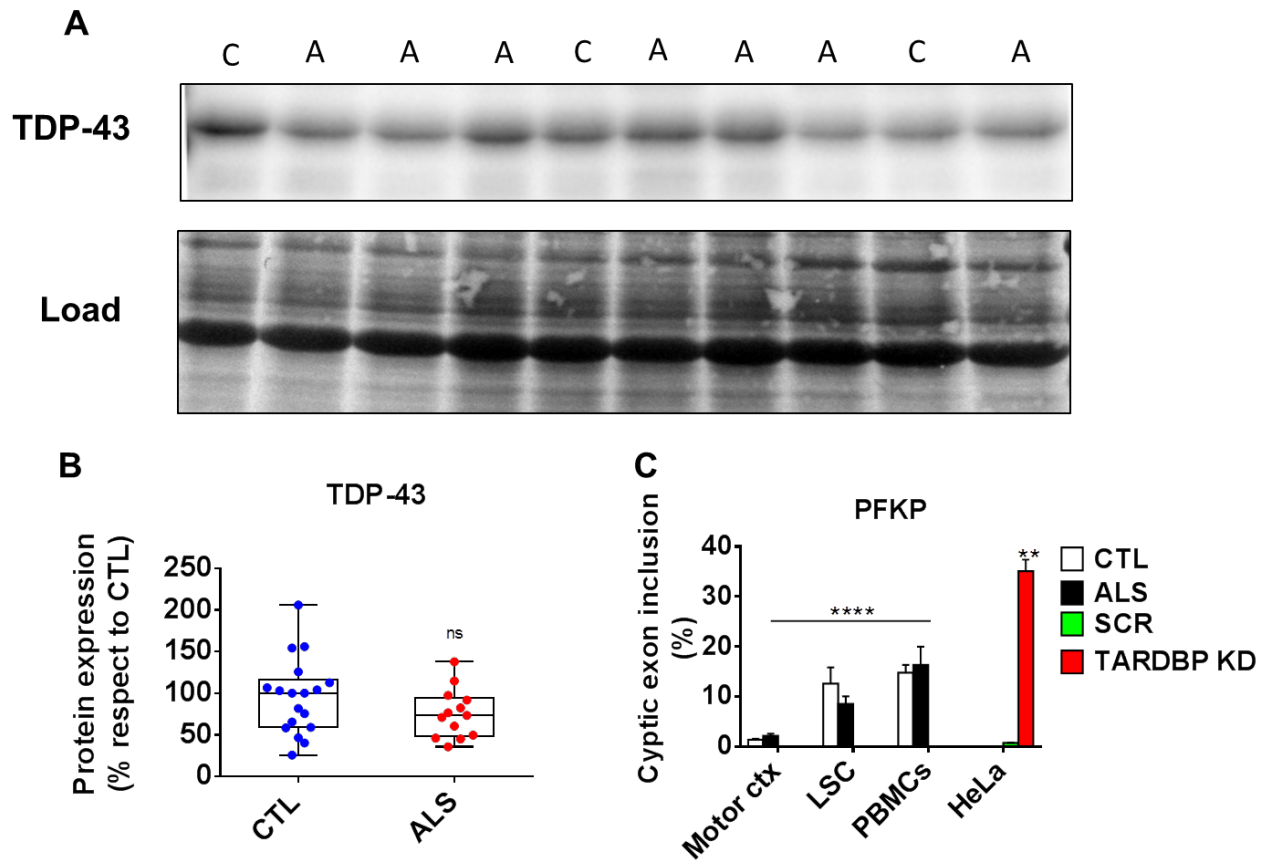 A
C A A A C A A A C A
TDP-43
Load
B
TDP-43
Protein expression
(% respect to CTL)
250
200
150
100
50
0
ns
CTL
ALS
C
PFKP
Cyptic exon inclusion
(%)
40
30
20
10
0
****
**
Motor ctx
LSC
PBMCs
HeLa
CTL
ALS
SCR
TARDBP KD